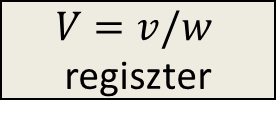 V = v/w
regiszter